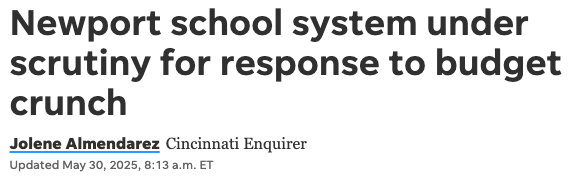 Newport school system under
scrutiny for response to budget
crunch
Jolene Almendarez Cincinnati Enquirer
Updated May 30, 2025, 8:13 a.m. ET